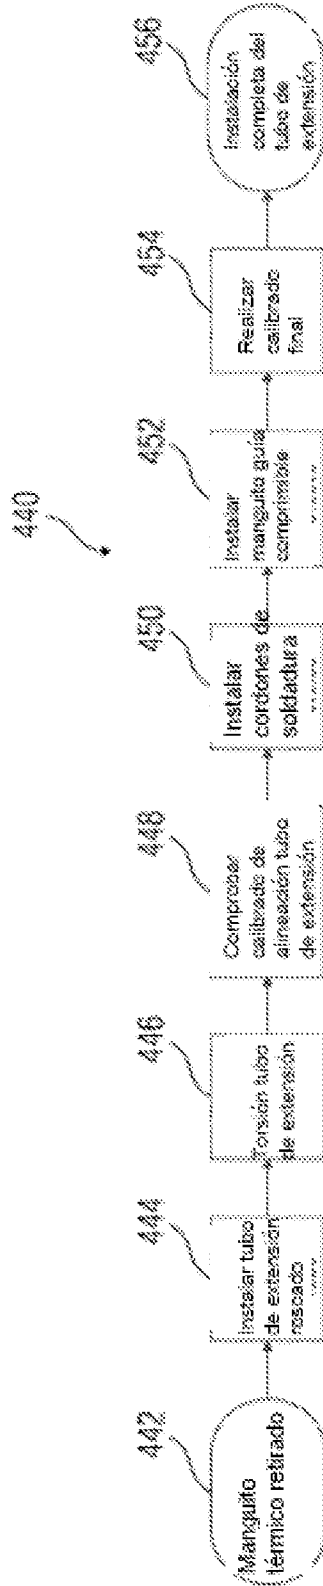 440
442
Manguito
térmico retirado
444
Instalar tubo
de extensión
roscado
446
Torsión tubo
de extensión
448
Comprobar
calibrado de
alineación tubo
de extensión
450
Instalar
cordones de
soldadura
452
Instalar
manguito guía
comprimible
454
Realizar
calibrado
final
456
Instalación
completa del
tubo de
extensión